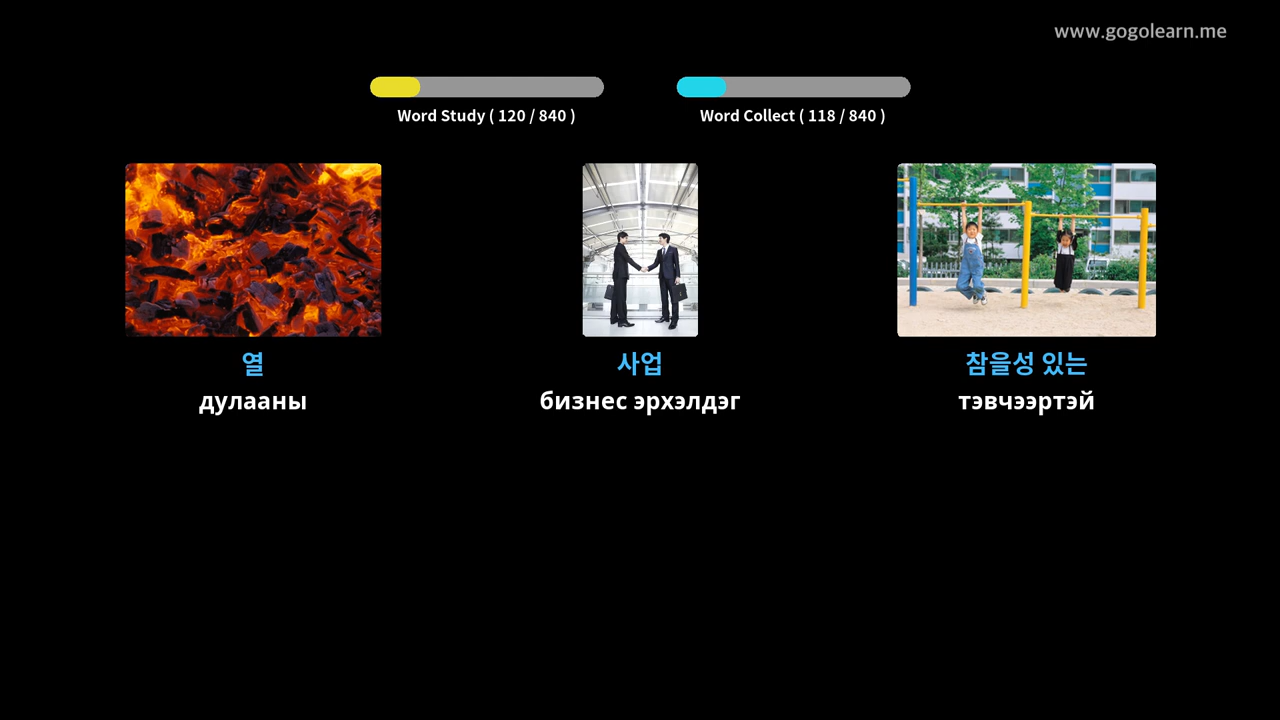 www.gogolearn.me
Word Study ( 120 / 840 )
Word Collect ( 118 / 840 )
열
사업
참을성 있는
дулааны
бизнес эрхэлдэг
тэвчээртэй